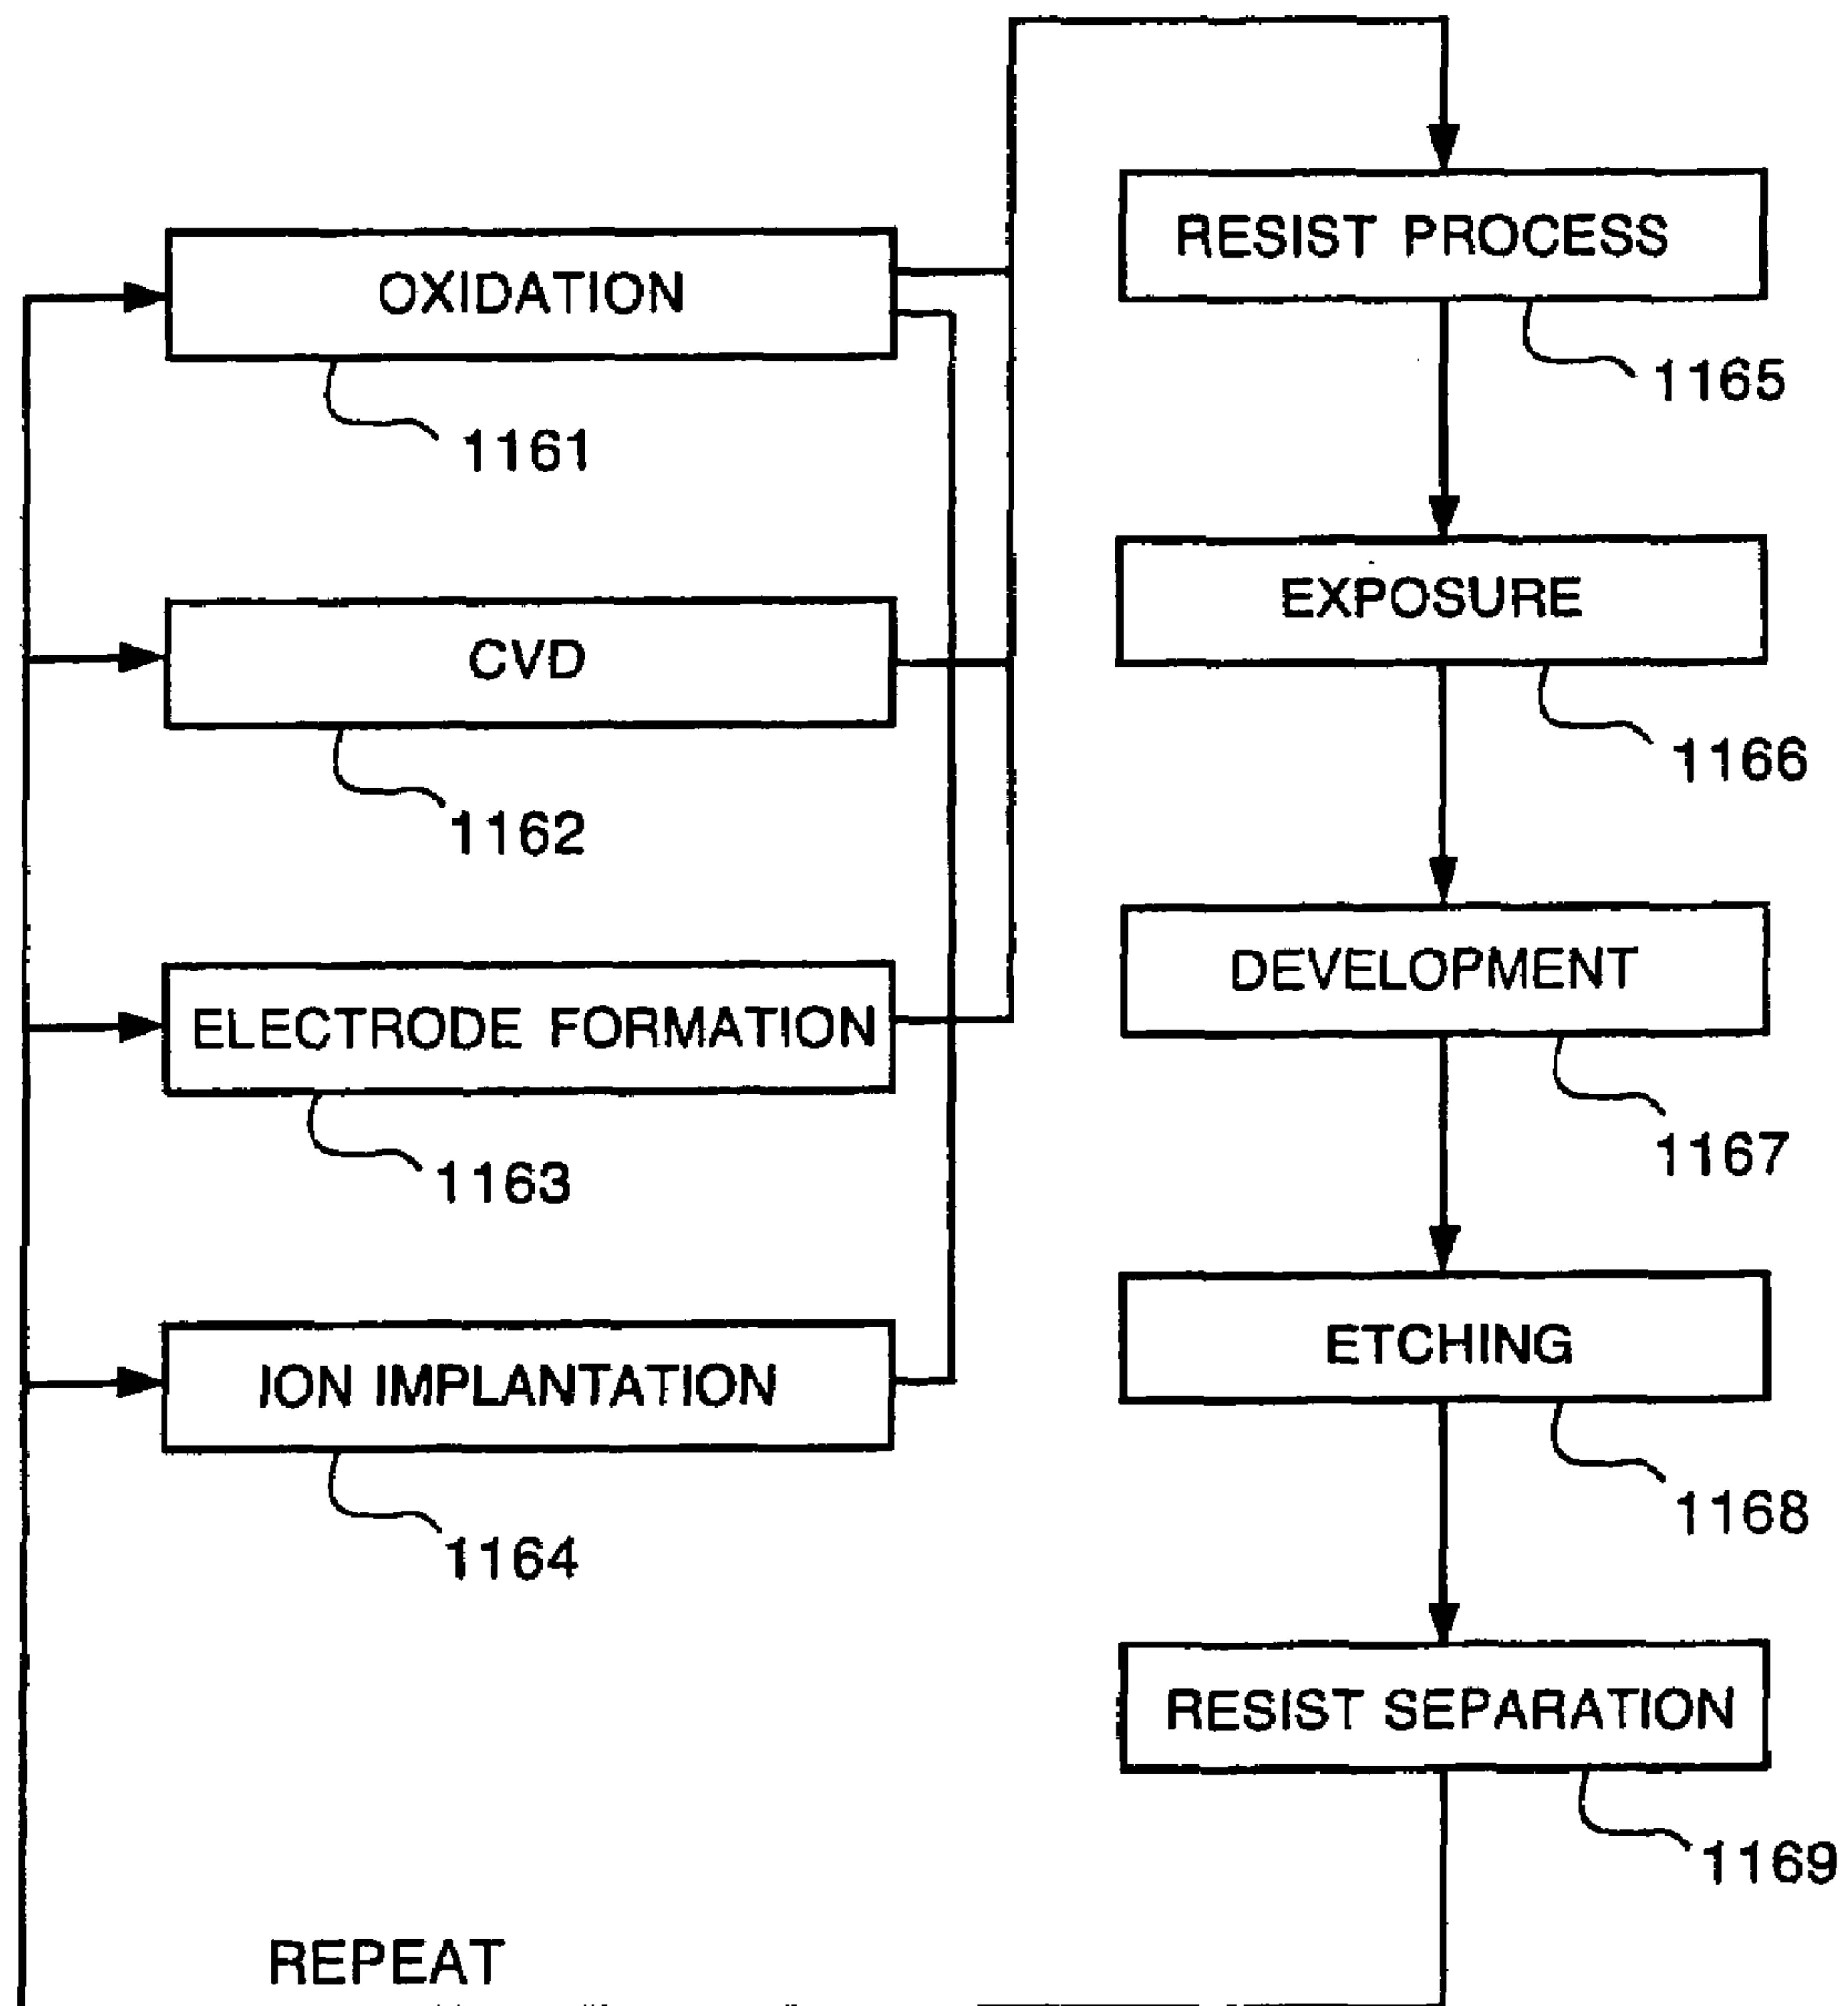 OXIDATION
1161
CVD
1162
ELECTRODE FORMATION
1163
ION IMPLANTATION
1164
RESIST PROCESS
1165
EXPOSURE
1166
DEVELOPMENT
1167
ETCHING
1168
RESIST SEPARATION
1169
REPEAT